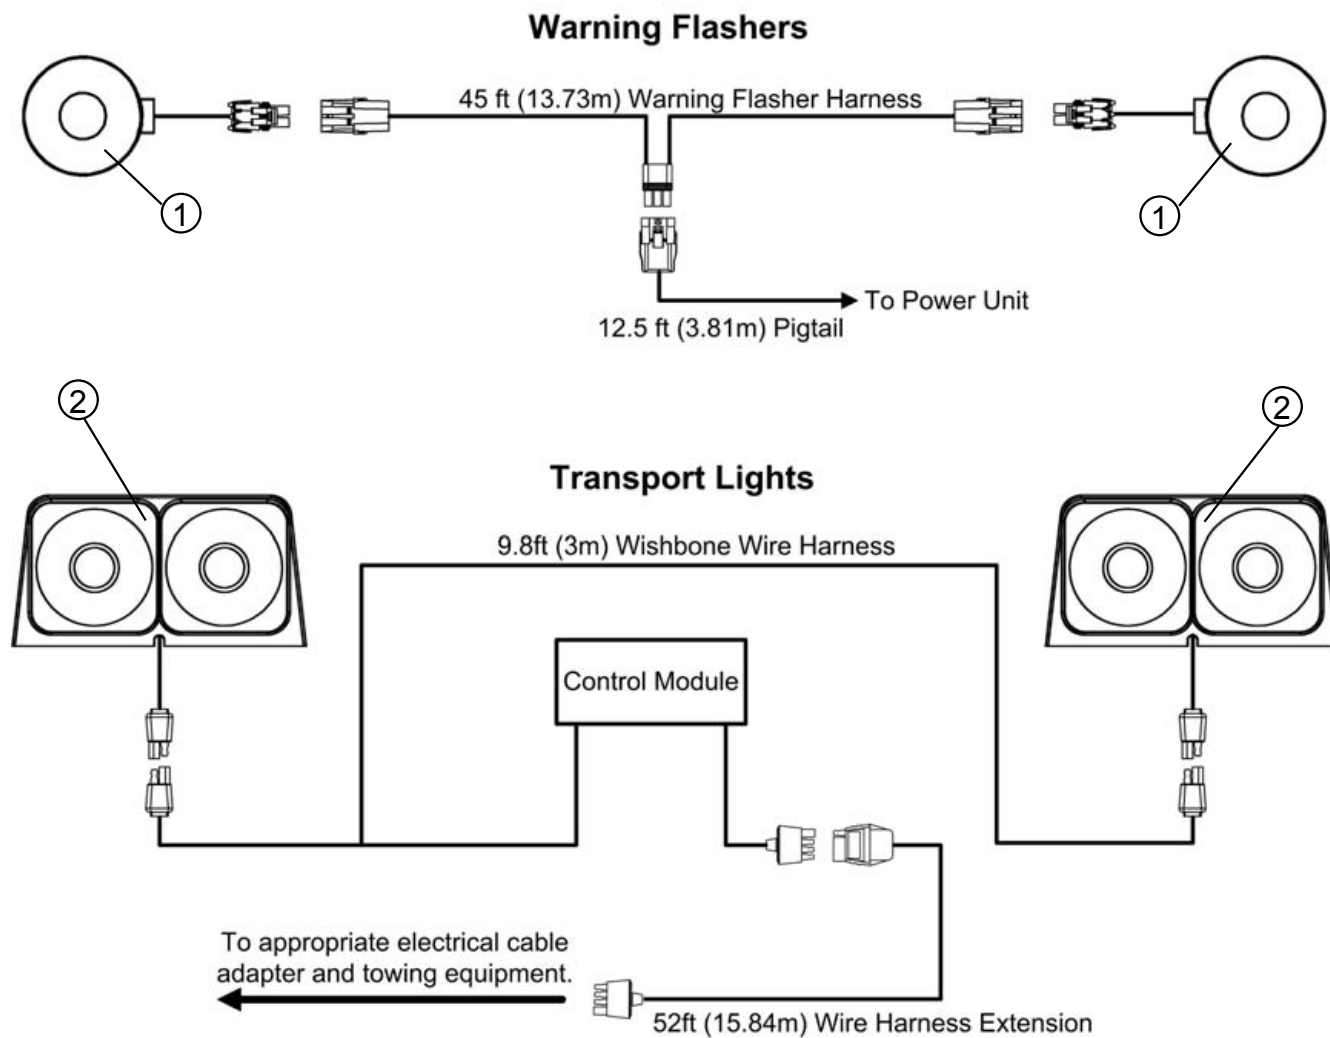 Warning Flashers
45 ft (13.73m) Warning Flasher Harness
1
1
To Power Unit
12.5 ft (3.81m) Pigtail
2
2
Transport Lights
9.8ft (3m) Wishbone Wire Harness
Control Module
To appropriate electrical cable
adapter and towing equipment.
52ft (15.84m) Wire Harness Extension